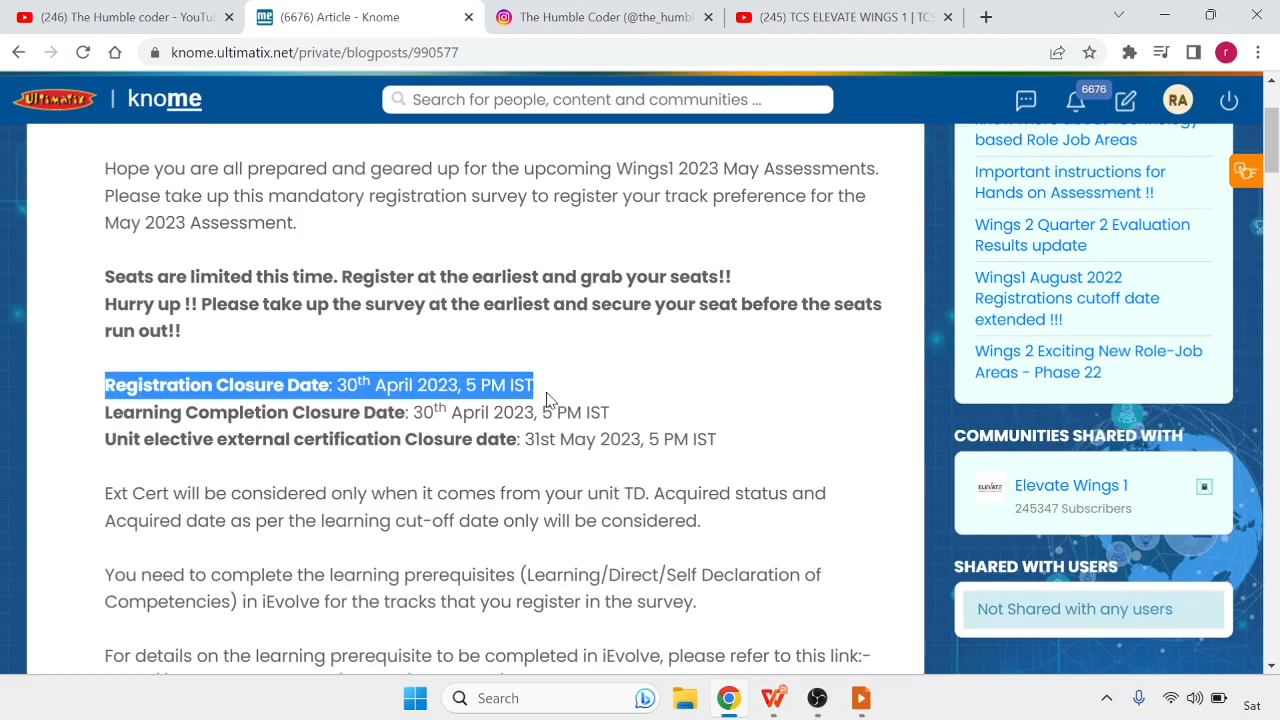 (246) The Humble coder - YouTu
(6676) Article - Knome
The Humble Coder (@the_humb
(245) TCS ELEVATE WINGS 1 | TCS
knome.ultimatix.net/private/blogposts/990577
r
Ultimatix | knome
Search for people, content and communities ...
6676
RA
Hope you are all prepared and geared up for the upcoming Wings1 2023 May Assessments.
Please take up this mandatory registration survey to register your track preference for the
May 2023 Assessment.
Seats are limited this time. Register at the earliest and grab your seats!!
Hurry up !! Please take up the survey at the earliest and secure your seat before the seats
run out!!
Registration Closure Date: 30th April 2023, 5 PM IST
Learning Completion Closure Date: 30th April 2023, 5 PM IST
Unit elective external certification Closure date: 31st May 2023, 5 PM IST
Ext Cert will be considered only when it comes from your unit TD. Acquired status and
Acquired date as per the learning cut-off date only will be considered.
You need to complete the learning prerequisites (Learning/Direct/Self Declaration of
Competencies) in iEvolve for the tracks that you register in the survey.
For details on the learning prerequisite to be completed in iEvolve, please refer to this link:-
know more about Technology
based Role Job Areas
Important instructions for
Hands on Assessment !!
Wings 2 Quarter 2 Evaluation
Results update
Wings1 August 2022
Registrations cutoff date
extended !!!
Wings 2 Exciting New Role-Job
Areas - Phase 22
COMMUNITIES SHARED WITH
ELEVATE
Elevate Wings 1
245347 Subscribers
SHARED WITH USERS
Not Shared with any users
Search
Sat